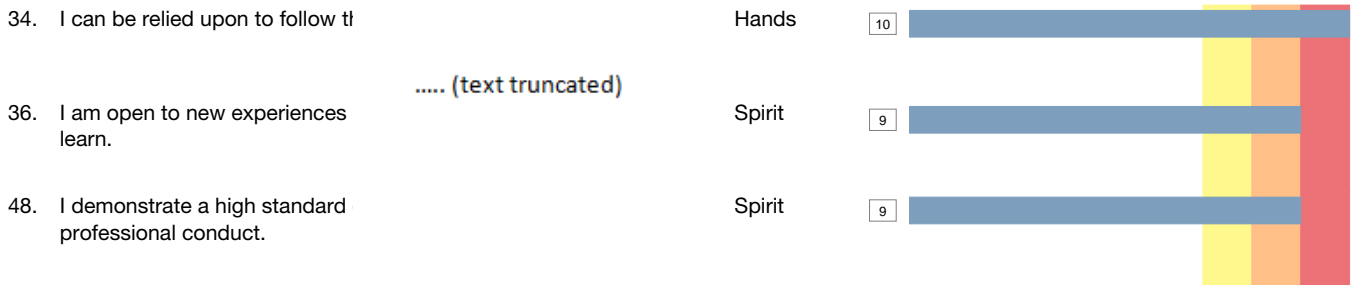 34. I can be relied upon to follow Hands 10
..... (text truncated)
36. I am open to new experiences Spirit 9
learn.
48. I demonstrate a high standard Spirit 9
professional conduct.